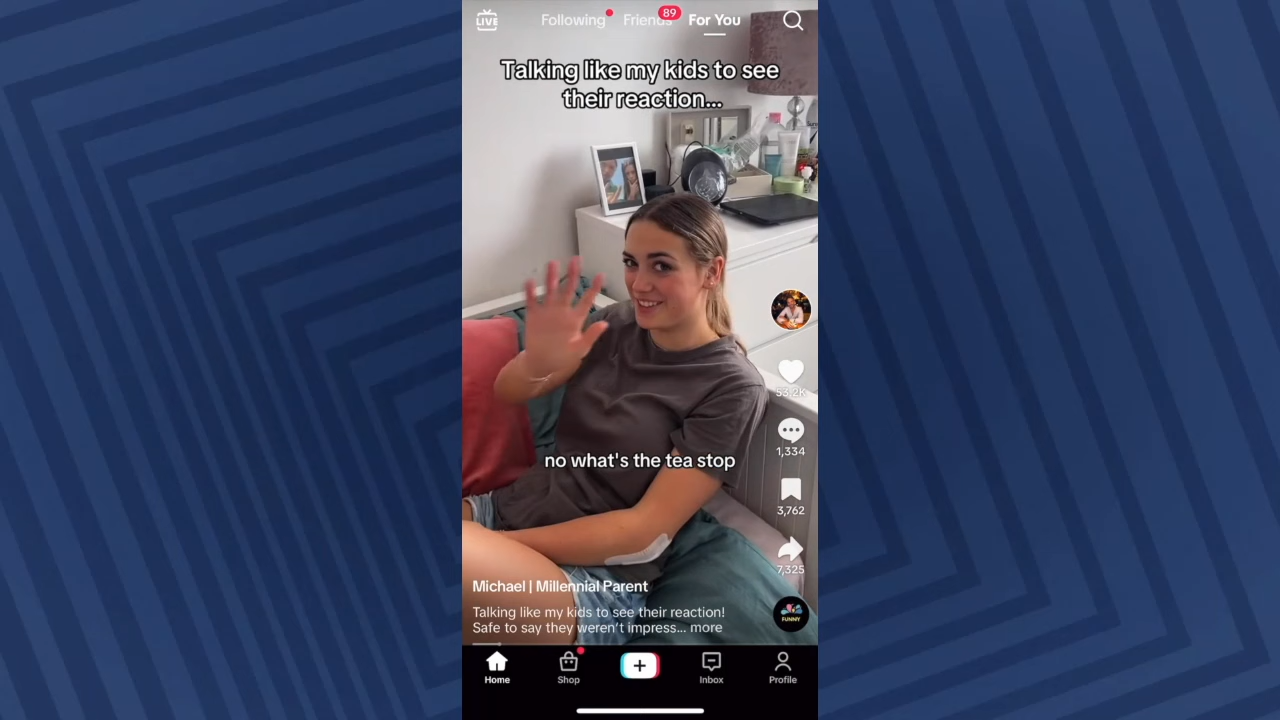 LIVE
Following
Friends
89
For You
Talking like my kids to see
their reaction...
no what's the tea stop
53.2K
1,334
3,762
7,325
Michael | Millennial Parent
Talking like my kids to see their reaction!
Safe to say they weren't impress... more
FUNNY
Home
Shop
Inbox
Profile